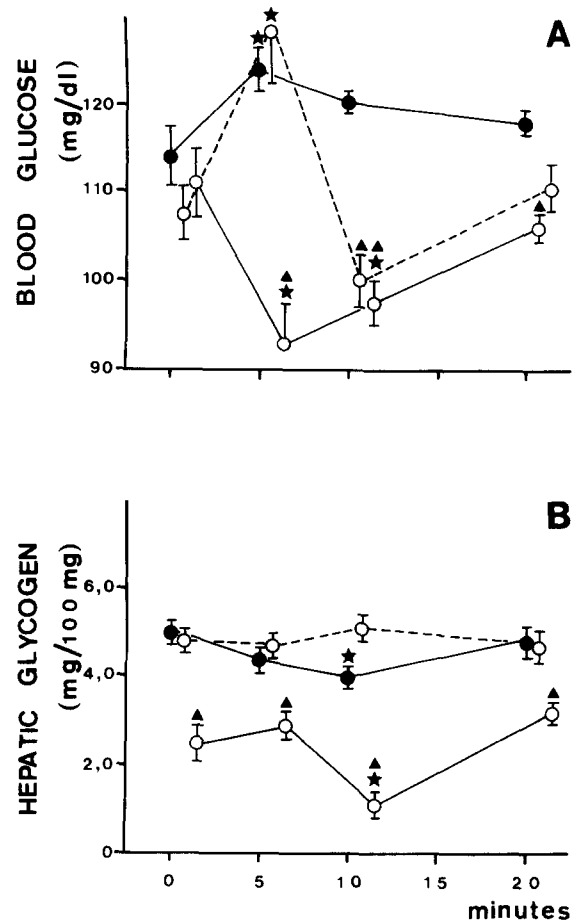 A
BLOOD GLUCOSE
(mg/dl)
120
110
100
90
B
HEPATIC GLYCOGEN
(mg/100 mg)
6,0
4,0
2,0
0
0 5 10 15 20
minutes